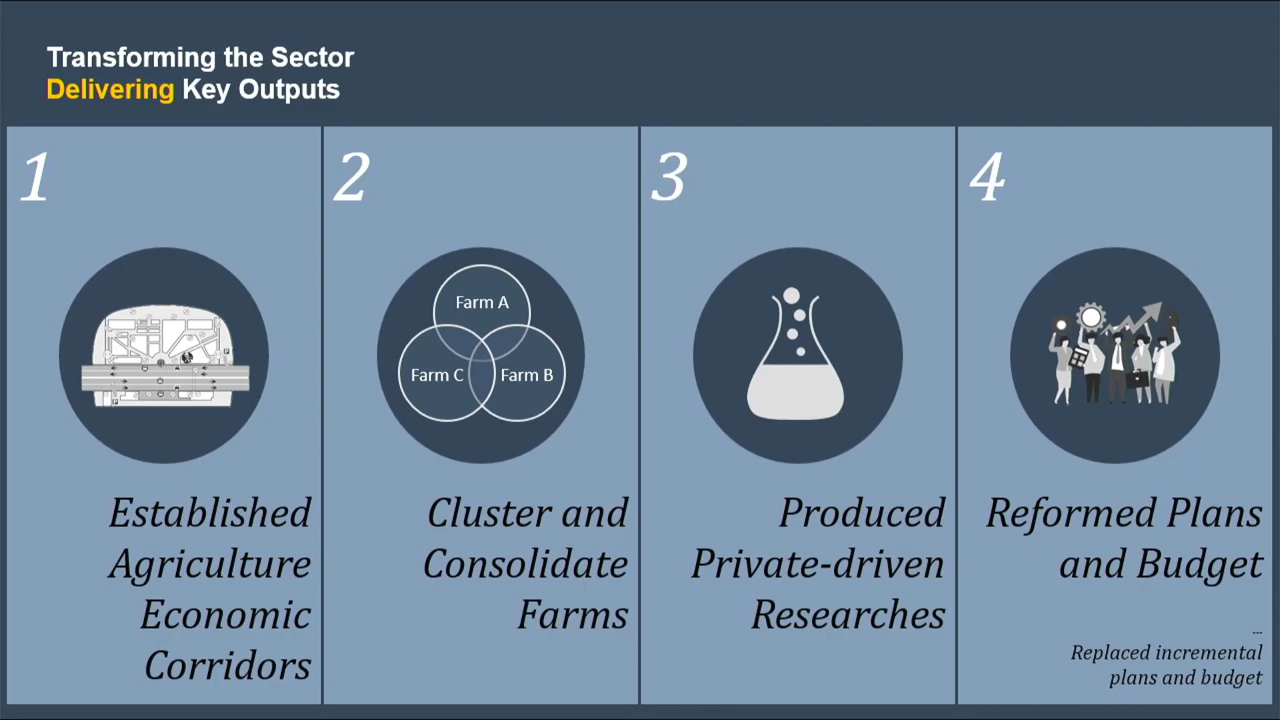 Transforming the Sector
Delivering Key Outputs
1
Established
Agriculture
Economic
Corridors
2
Farm A
Farm C
Farm B
Cluster and
Consolidate
Farms
3
Produced
Private-driven
Researches
4
Reformed Plans
and Budget
...
Replaced incremental
plans and budget